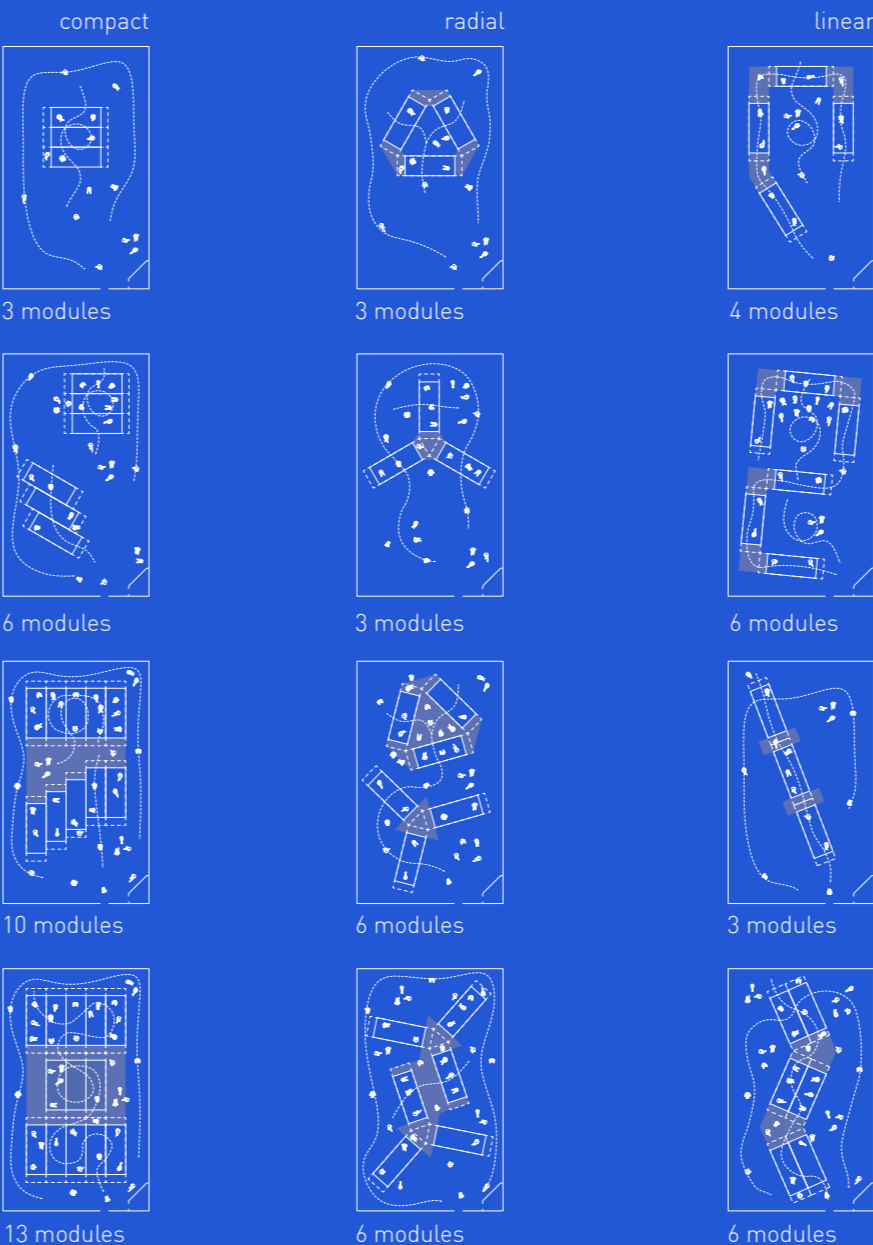 compact radial linear
3 modules 3 modules 4 modules
6 modules 3 modules 6 modules
10 modules 6 modules 3 modules
13 modules 6 modules 6 modules